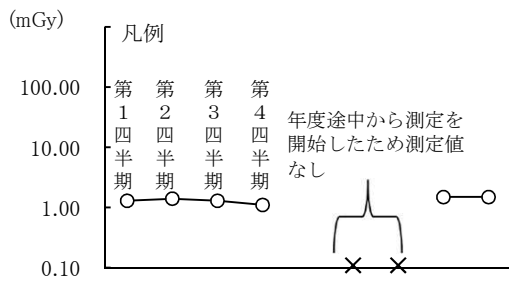 (mGy)
凡例
100.00
10.00
1.00
0.10
第1四半期
第2四半期
第3四半期
第4四半期
年度途中から測定を
開始したため測定値
なし